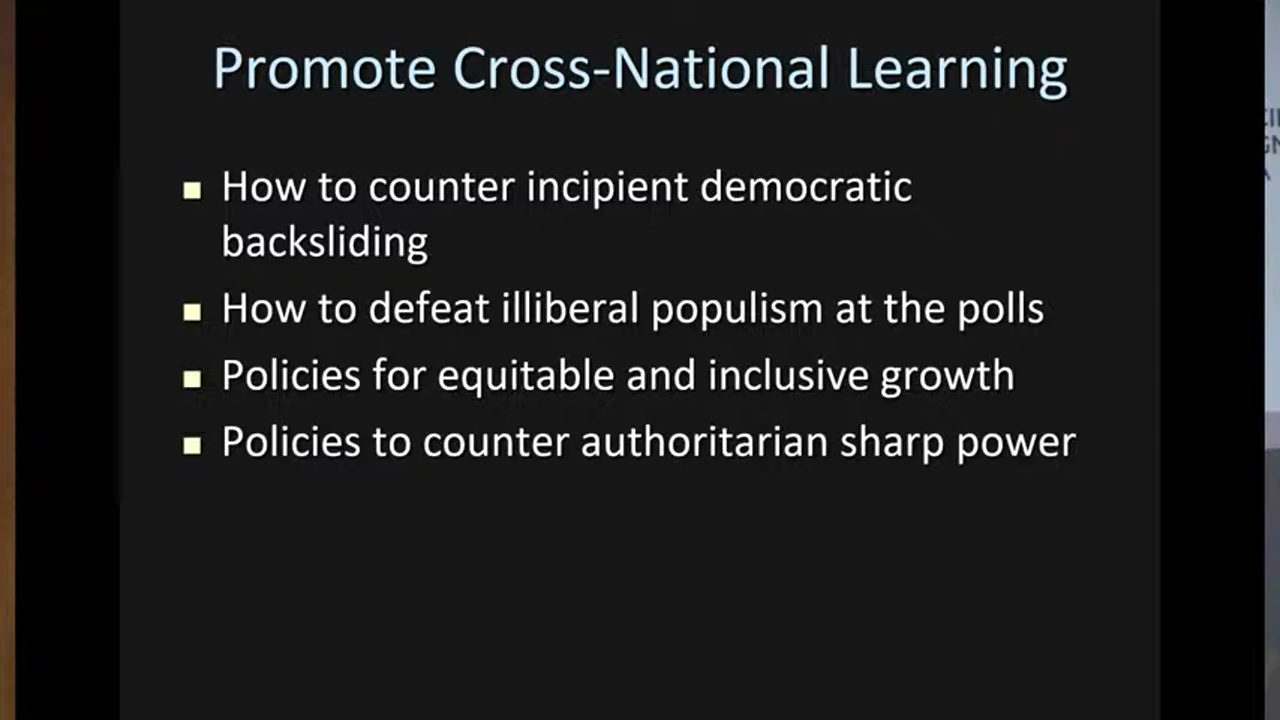 Promote Cross-National Learning
How to counter incipient democratic
backsliding
How to defeat illiberal populism at the polls
Policies for equitable and inclusive growth
Policies to counter authoritarian sharp power